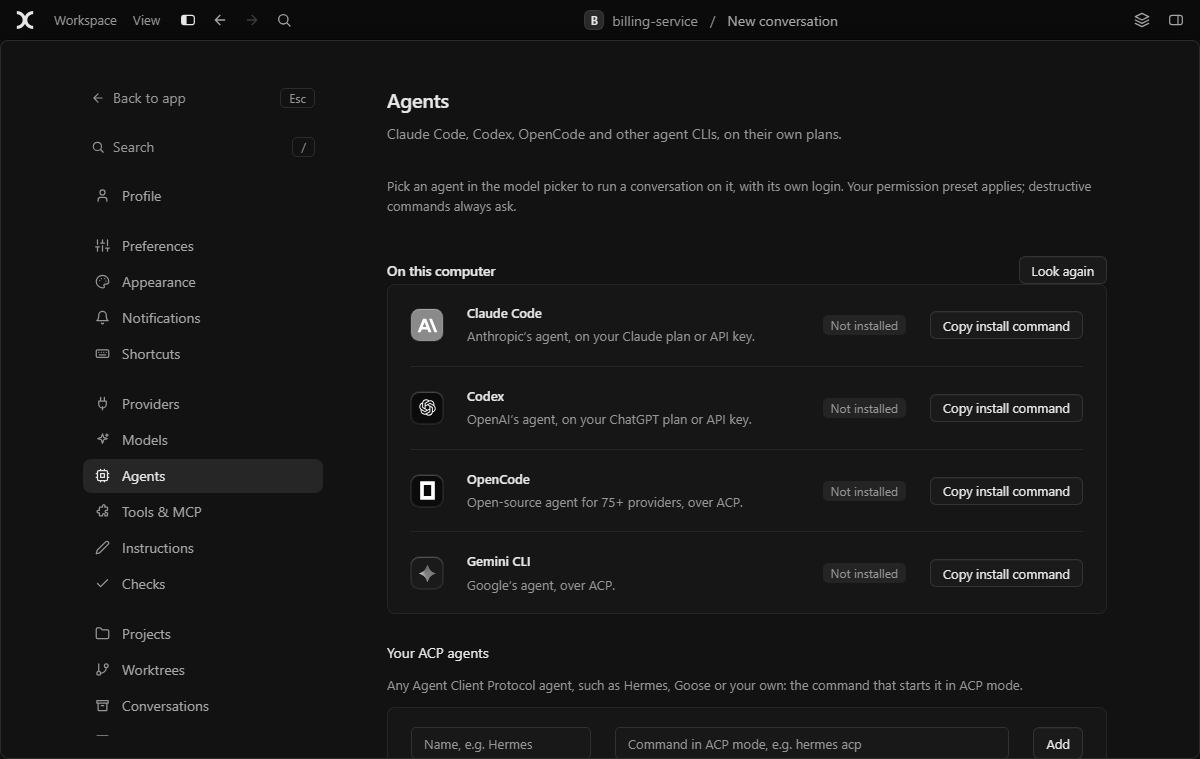 Workspace View
B billing-service / New conversation
Back to app Esc
Search /
Profile
Preferences
Appearance
Notifications
Shortcuts
Providers
Models
Agents
Tools & MCP
Instructions
Checks
Projects
Worktrees
Conversations
Agents
Claude Code, Codex, OpenCode and other agent CLIs, on their own plans.
Pick an agent in the model picker to run a conversation on it, with its own login. Your permission preset applies; destructive
commands always ask.
On this computer Look again
Claude Code
Anthropic's agent, on your Claude plan or API key.
Not installed Copy install command
Codex
OpenAI's agent, on your ChatGPT plan or API key.
Not installed Copy install command
OpenCode
Open-source agent for 75+ providers, over ACP.
Not installed Copy install command
Gemini CLI
Google's agent, over ACP.
Not installed Copy install command
Your ACP agents
Any Agent Client Protocol agent, such as Hermes, Goose or your own: the command that starts it in ACP mode.
Name, e.g. Hermes Command in ACP mode, e.g. hermes acp Add